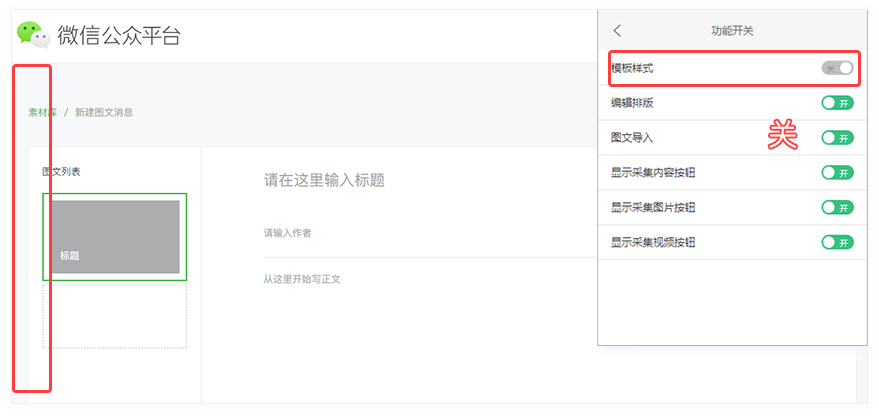 微信公众平台
素材库 / 新建图文消息
图文列表
标题
请在这里输入标题
请输入作者
从这里开始写正文
功能开关
模板样式 关
编辑排版 开
图文导入 开
关
显示采集内容按钮 开
显示采集图片按钮 开
显示采集视频按钮 开